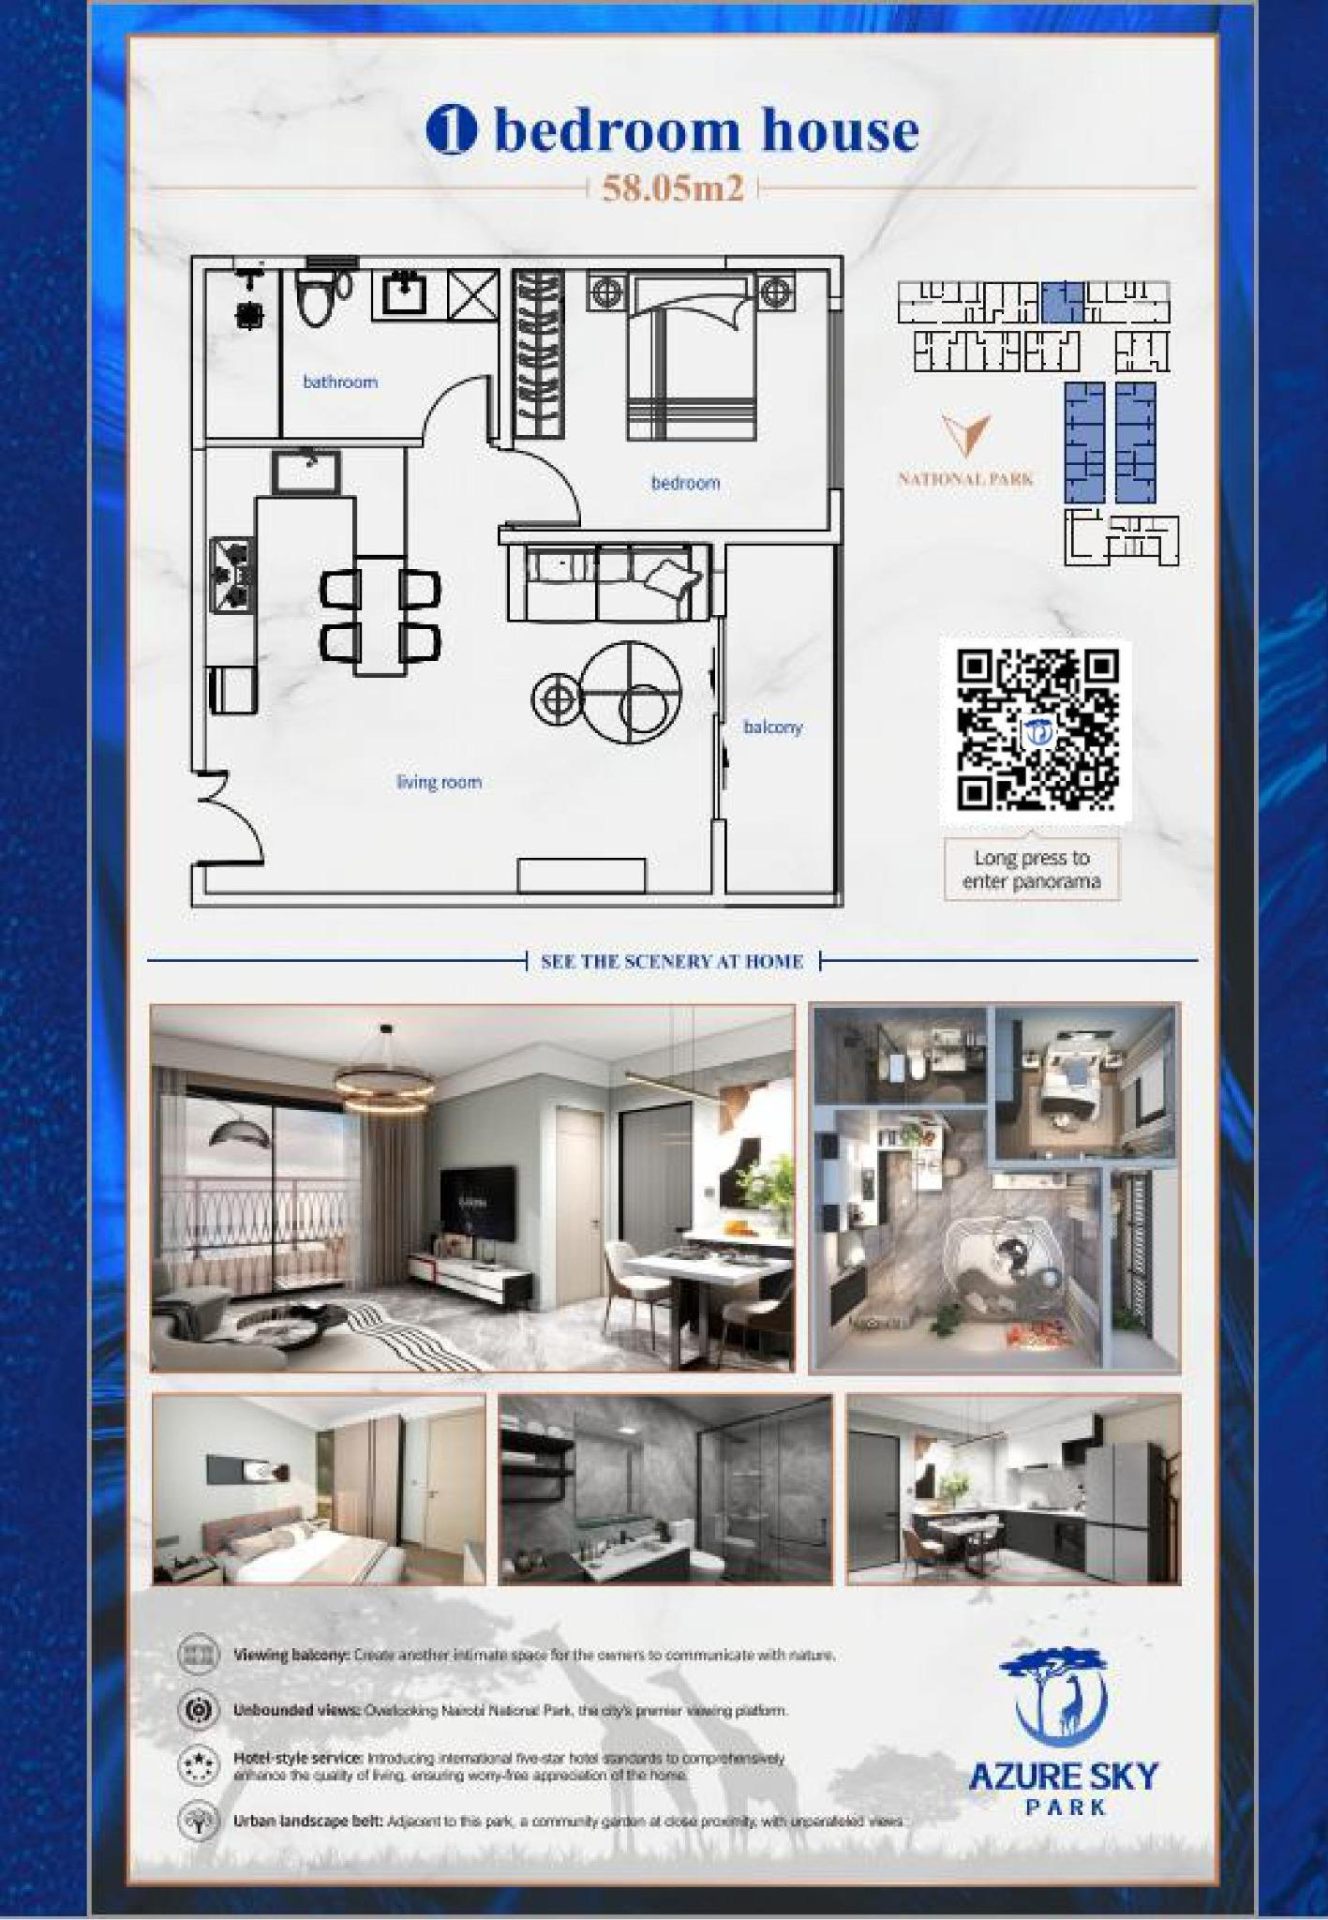 1 bedroom house
58.05m2
bathroom
bedroom
NATIONAL PARK
balcony
living room
Long press to
enter panorama
SEE THE SCENERY AT HOME
Viewing balcony: Create another intimate space for the owners to communicate with nature.
Unbounded views: Overlooking Nairobi National Park, the city's premier viewing platform.
Hotel-style service: Introducing international five-star hotel standards to comprehensively
enhance the quality of living, ensuring worry-free appreciation of the home.
Urban landscape belt: Adjacent to this park, a community garden at close proximity, with unparalleled views.
AZURE SKY
PARK